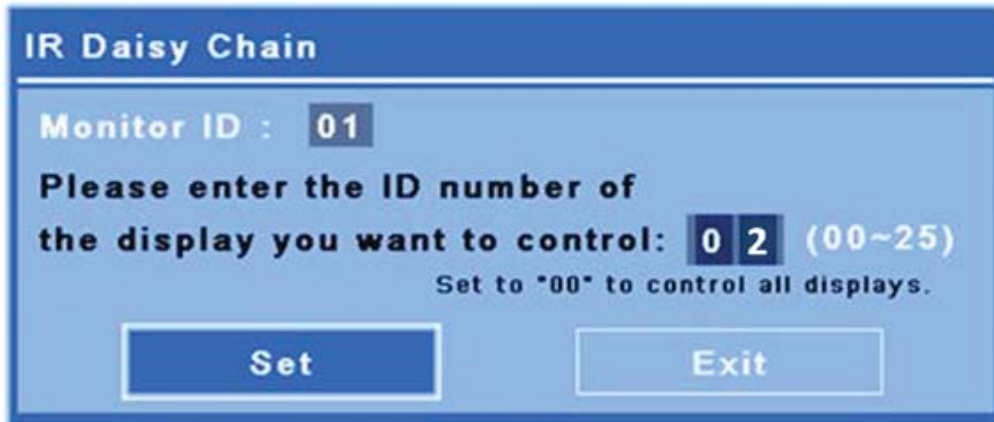 IR Daisy Chain
Monitor ID : 01
Please enter the ID number of
the display you want to control: 0 2 (00~25)
Set to "00" to control all displays.
Set Exit